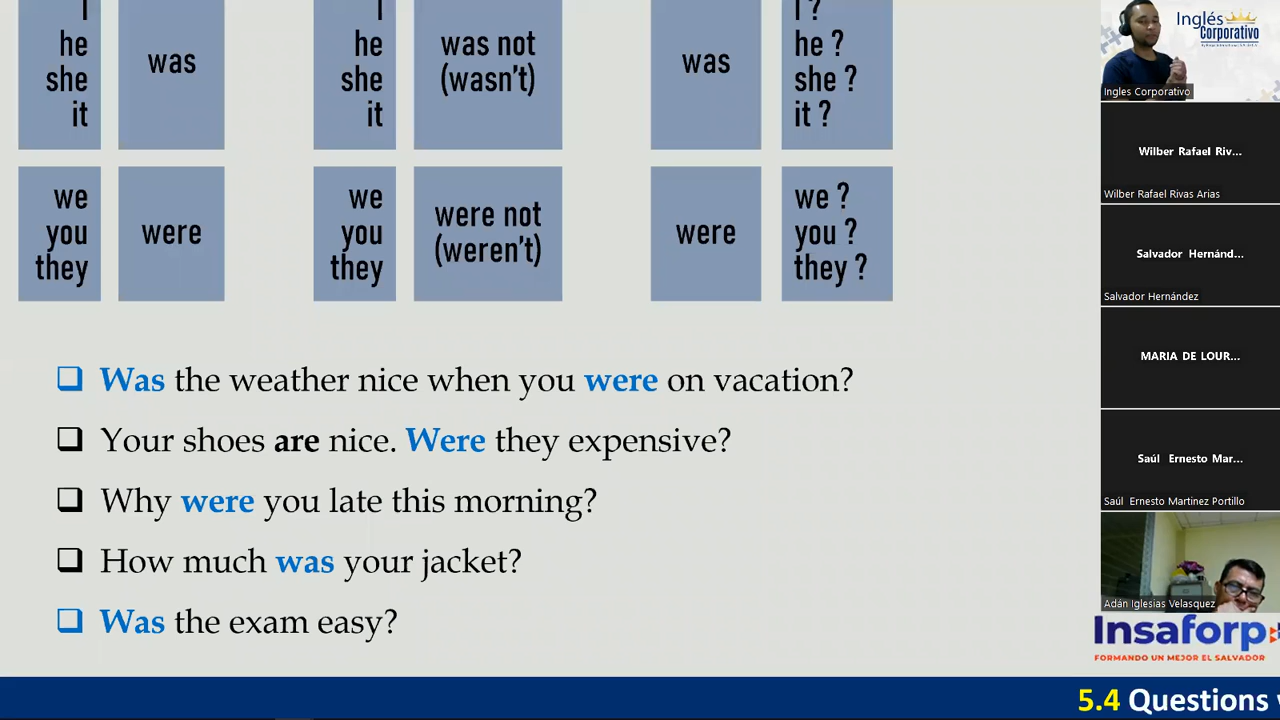 I
he
she
it
was
I
he
she
it
was not
(wasn't)
was
I ?
he ?
she ?
it ?
we
you
they
were
we
you
they
were not
(weren't)
were
we ?
you ?
they ?
Was the weather nice when you were on vacation?
Your shoes are nice. Were they expensive?
Why were you late this morning?
How much was your jacket?
Was the exam easy?
Inglés
Corporativo
Ingles Corporativo
Wilber Rafael Riv...
Wilber Rafael Rivas Arias
Salvador Hernánd...
Salvador Hernández
MARIA DE LOUR...
Saúl Ernesto Mar...
Saúl Ernesto Martinez Portillo
Adán Iglesias Velasquez
Insaforp
FORMANDO UN MEJOR EL SALVADOR
5.4 Questions